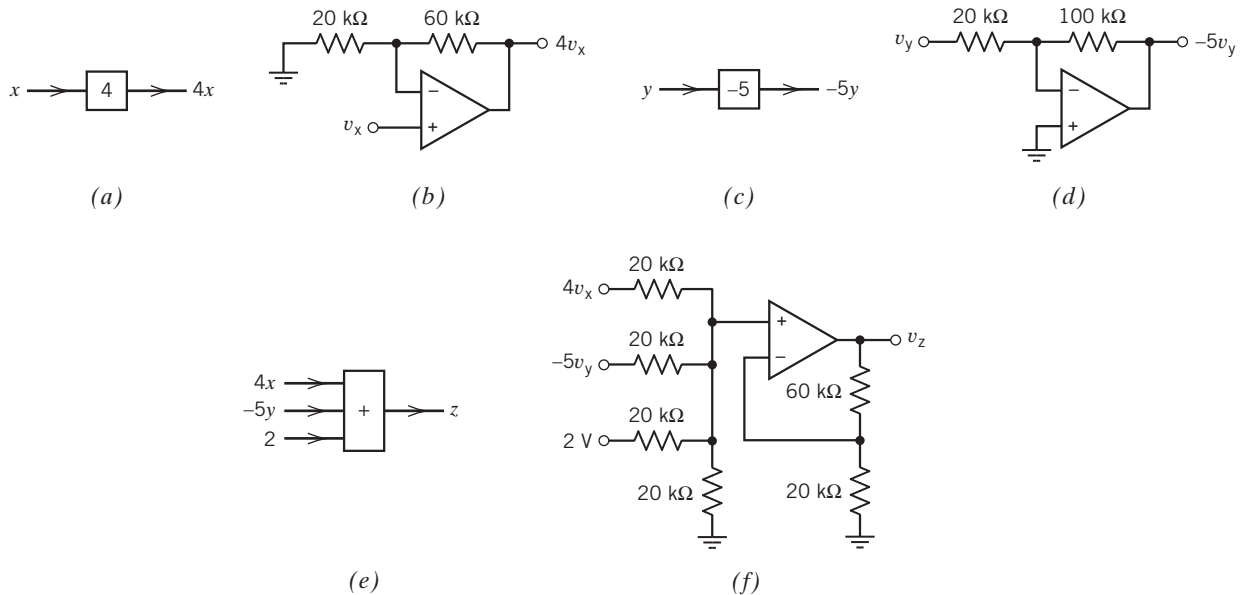 20 kΩ 60 kΩ
4vx
x 4 4x
vx
− +
(a)
(b)
y −5 −5y
(c)
20 kΩ 100 kΩ
vy −5vy
− +
(d)
4x
−5y + z
2
(e)
20 kΩ
4vx
20 kΩ
−5vy
20 kΩ
2 V
20 kΩ
+ −
vz
60 kΩ
20 kΩ
(f)